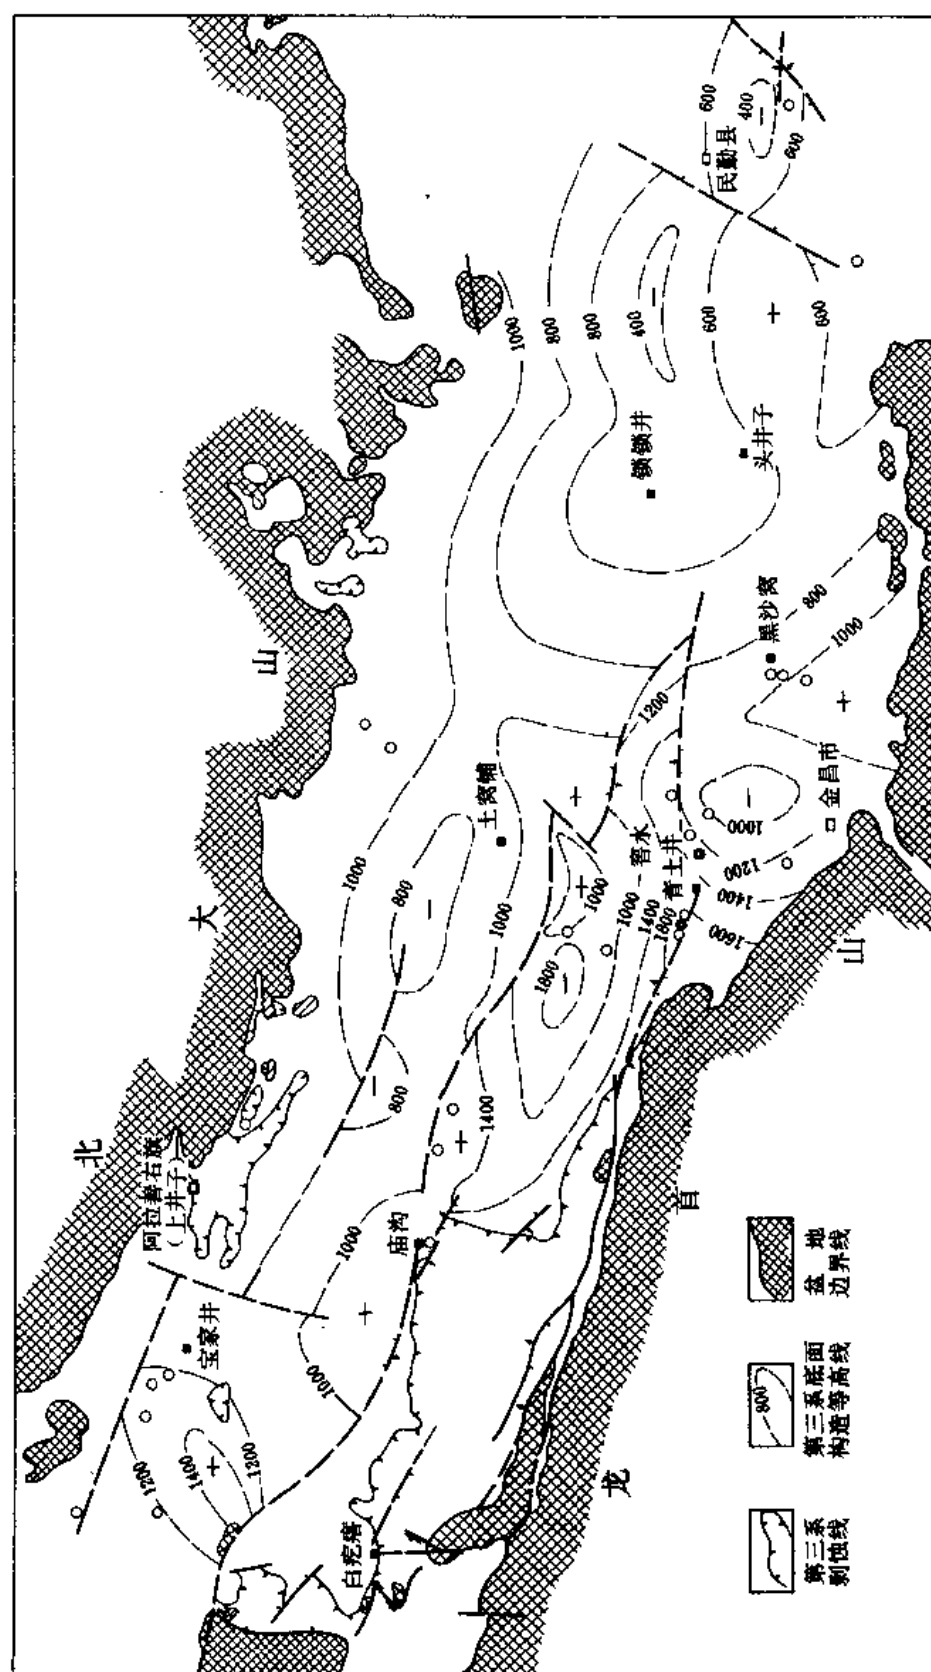 北
大
山
阿拉善右旗
(上井子)
宝家井
1200
1400
1200
1000
1000
庙沟
白疙瘩
800
800
1000
土窝铺
1000
1400
1800
1000
1000
1400
1800
窖水
青土井
1200
1600
1400
1200
1000
金昌市
黑沙窝
800
1000
1000
800
800
400
600
600
锁锁井
头井子
民勤县
600
400
600
龙
首
山
800
第三系
剥蚀线
第三系底面
构造等高线
盆地
边界线